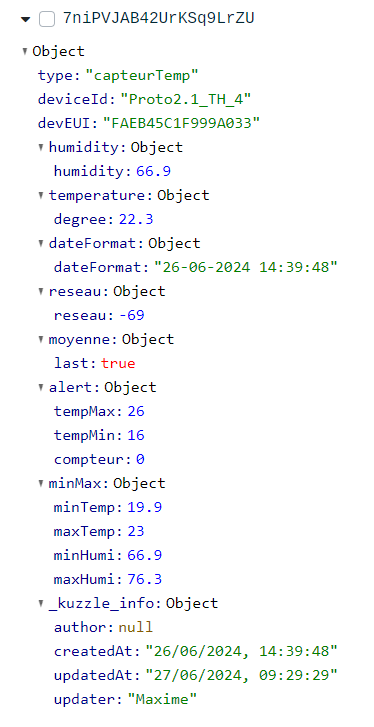 7niPVJAB42UrKSq9LrZU
Object
type:"capteurTemp"
deviceId:"Proto2.1_TH_4"
devEUI:"FAEB45C1F999A033"
humidity:Object
humidity:66.9
temperature:Object
degree:22.3
dateFormat:Object
dateFormat:"26-06-2024 14:39:48"
reseau:Object
reseau:-69
moyenne:Object
last:true
alert:Object
tempMax:26
tempMin:16
compteur:0
minMax:Object
minTemp:19.9
maxTemp:23
minHumi:66.9
maxHumi:76.3
_kuzzle_info:Object
author:null
createdAt:"26/06/2024, 14:39:48"
updatedAt:"27/06/2024, 09:29:29"
updater:"Maxime"